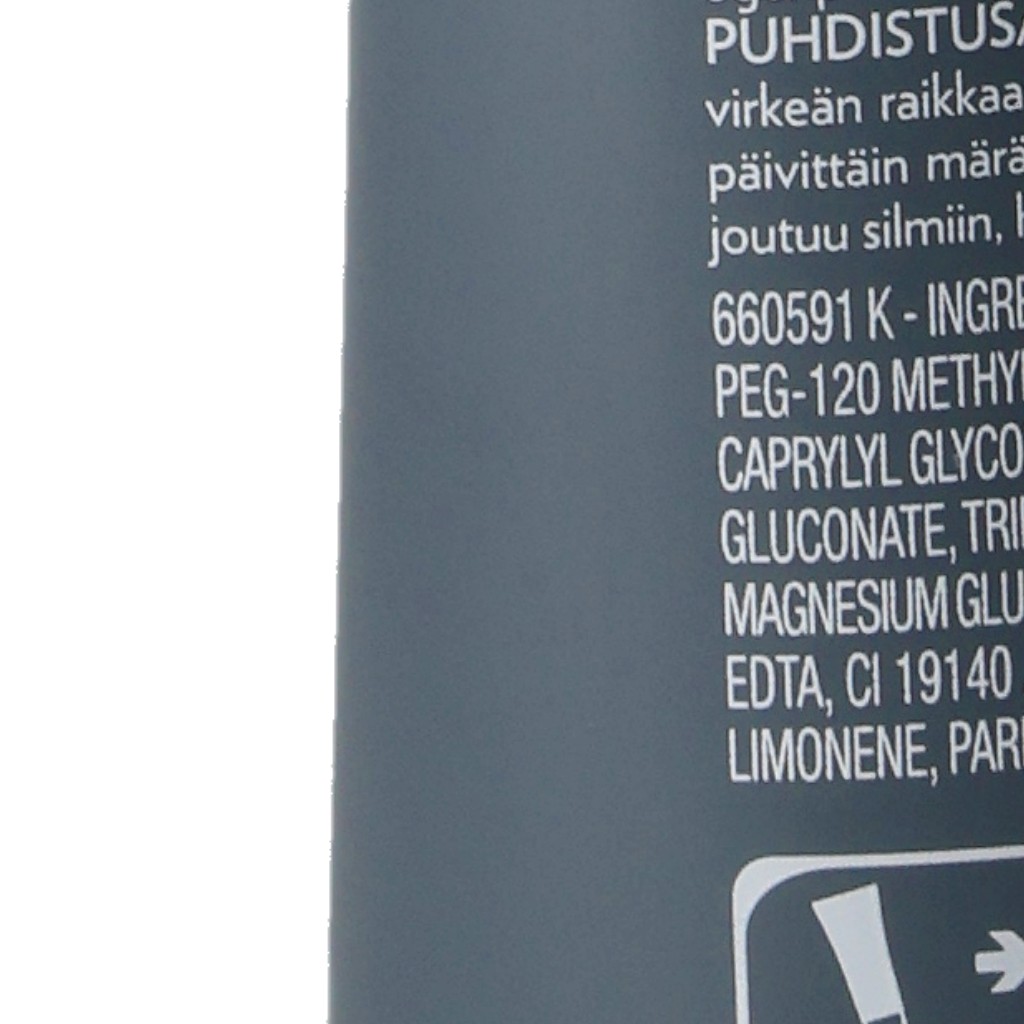 PUHDISTUSA
virkeän raikkaa
päivittäin märä
joutuu silmiin,
660591 K - INGRE
PEG-120 METHY
CAPRYLYL GLYCO
GLUCONATE, TRI
MAGNESIUM GLU
EDTA, CI 19140
LIMONENE, PAR